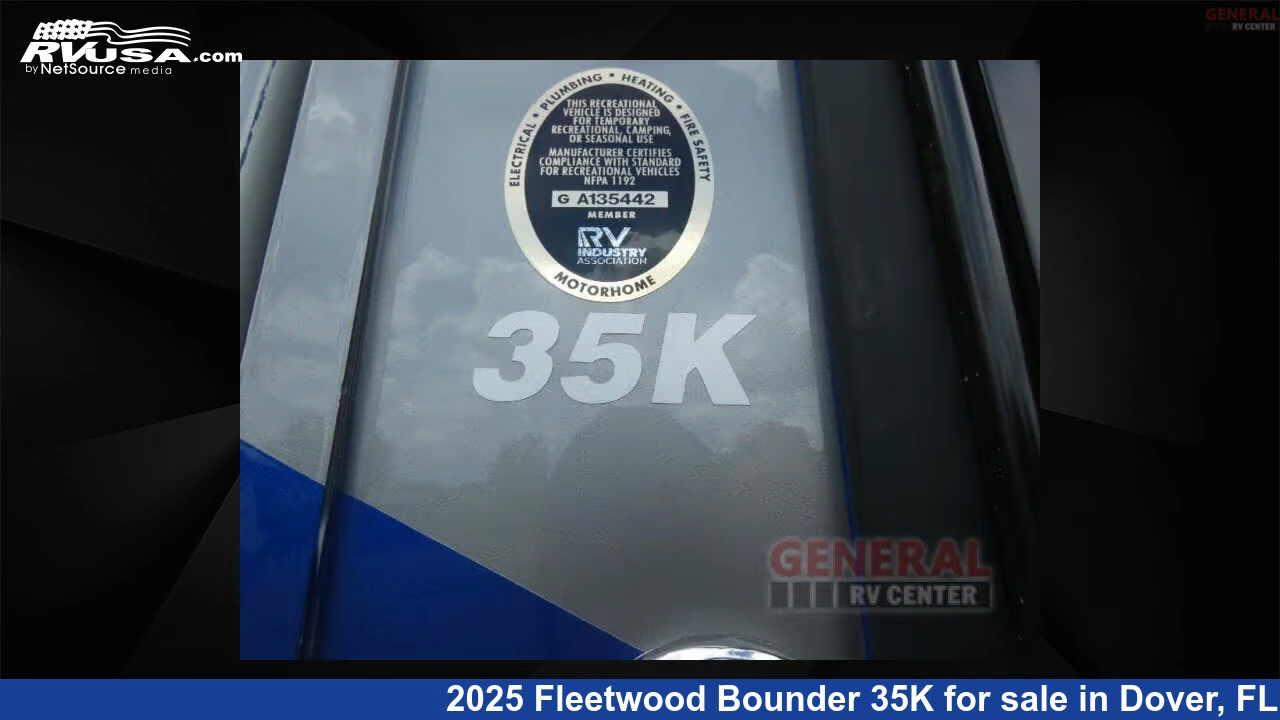 RVUSA.com
by NetSource media
GENERAL
RV CENTER
ELECTRICAL • PLUMBING • HEATING • FIRE SAFETY
THIS RECREATIONAL
VEHICLE IS DESIGNED
FOR TEMPORARY
RECREATIONAL, CAMPING,
OR SEASONAL USE
MANUFACTURER CERTIFIES
COMPLIANCE WITH STANDARD
FOR RECREATIONAL VEHICLES
NFPA 1192
G A135442
MEMBER
RV
INDUSTRY
ASSOCIATION
MOTORHOME
35K
GENERAL
RV CENTER
2025 Fleetwood Bounder 35K for sale in Dover, FL